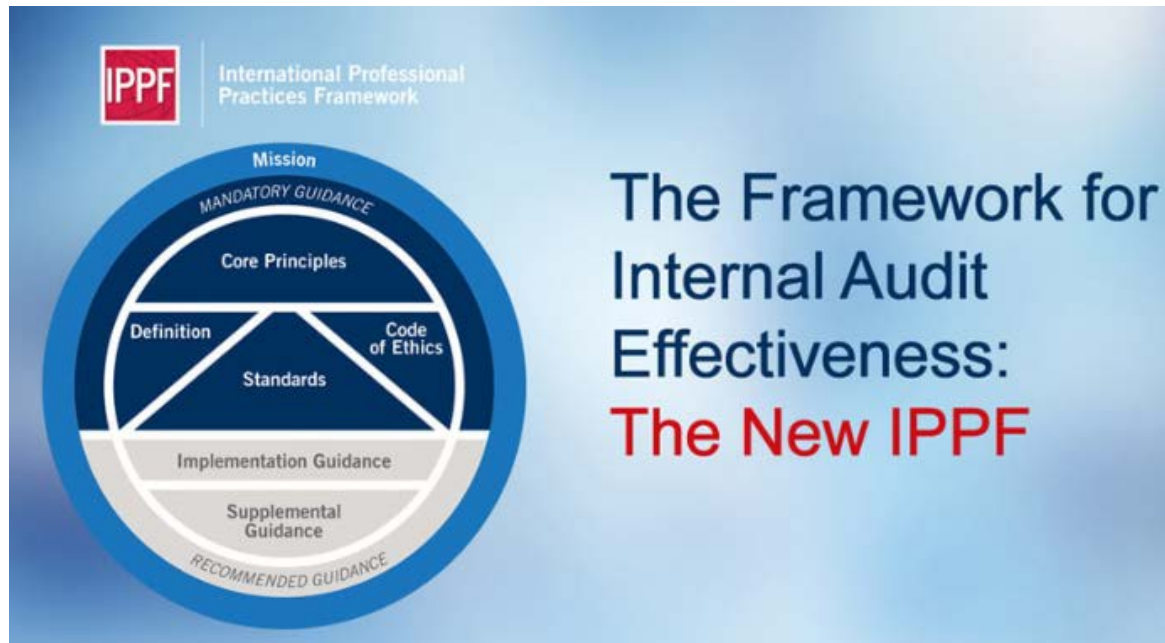 IPPF
International Professional
Practices Framework
Mission
MANDATORY GUIDANCE
Core Principles
Definition
Code
of Ethics
Standards
Implementation Guidance
Supplemental
Guidance
RECOMMENDED GUIDANCE
The Framework for
Internal Audit
Effectiveness:
The New IPPF